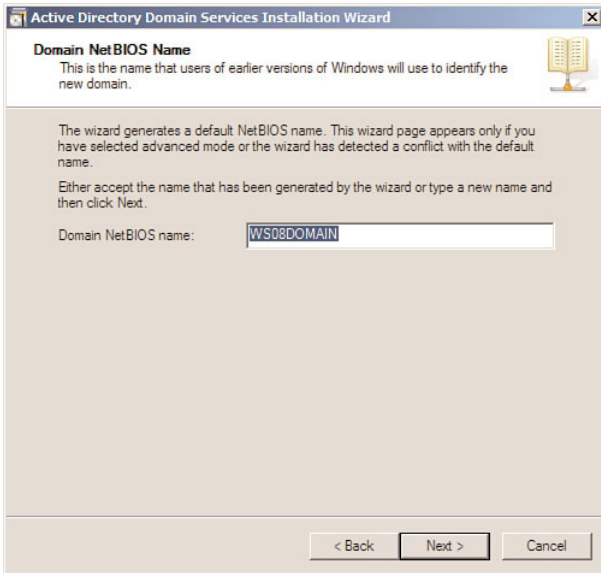 Active Directory Domain Services Installation Wizard
Domain NetBIOS Name
This is the name that users of earlier versions of Windows will use to identify the
new domain.
The wizard generates a default NetBIOS name. This wizard page appears only if you
have selected advanced mode or the wizard has detected a conflict with the default
name.
Either accept the name that has been generated by the wizard or type a new name and
then click Next.
Domain NetBIOS name: WS08DOMAIN
< Back Next > Cancel